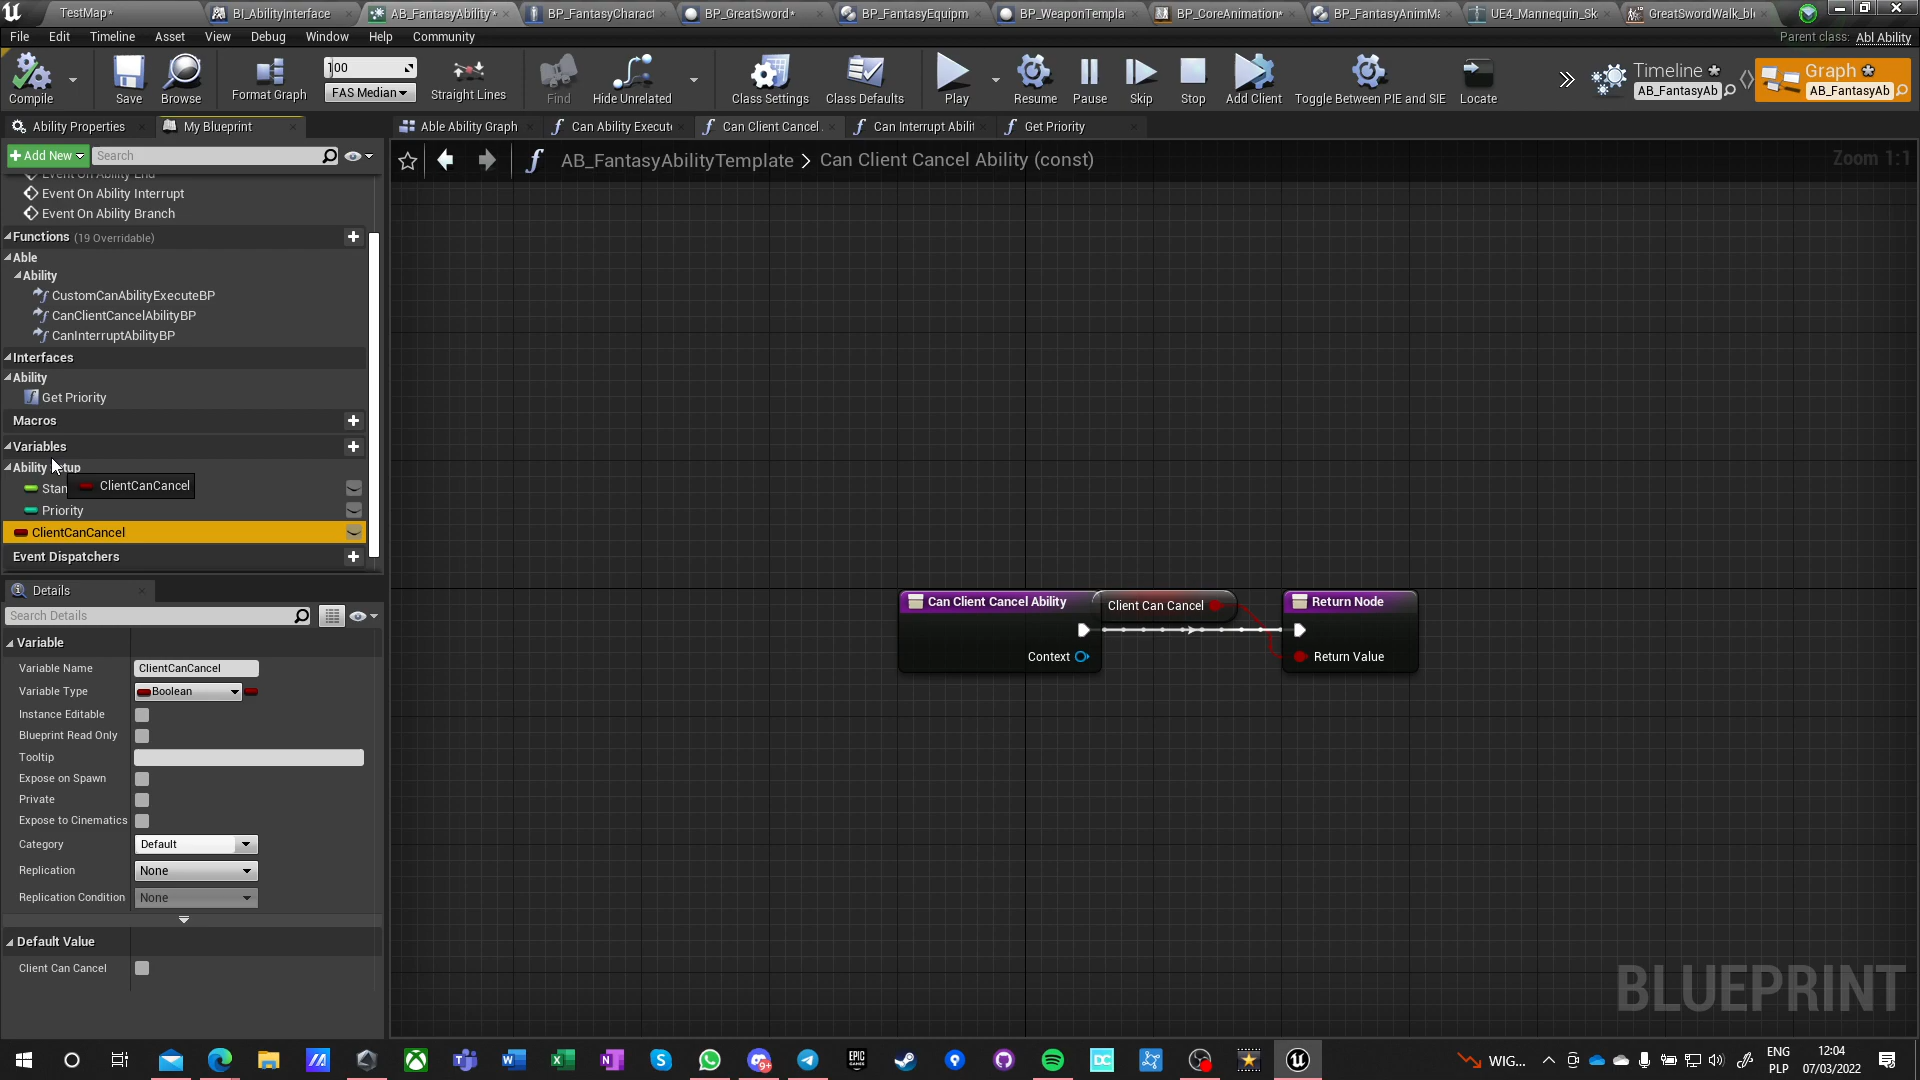 TestMap*
BI_AbilityInterface
AB_FantasyAbility*
BP_FantasyCharact
BP_GreatSword*
BP_FantasyEquipm
BP_WeaponTempla
BP_CoreAnimation*
BP_FantasyAnimMa
UE4_Mannequin_Sk
GreatSwordWalk_bl
File Edit Timeline Asset View Debug Window Help Community
Parent class: Abl Ability
Compile
Save
Browse
Format Graph
100
FAS Median
Straight Lines
Find
Hide Unrelated
Class Settings
Class Defaults
Play
Resume
Pause
Skip
Stop
Add Client
Toggle Between PIE and SIE
Locate
Timeline
AB_FantasyAb
Graph
AB_FantasyAb
Ability Properties
My Blueprint
Able Ability Graph
Can Ability Execut
Can Client Cancel
Can Interrupt Abilit
Get Priority
Add New
Search
AB_FantasyAbilityTemplate > Can Client Cancel Ability (const)
Zoom 1:1
Event On Ability End
Event On Ability Interrupt
Event On Ability Branch
Functions (19 Overridable)
Able
Ability
CustomCanAbilityExecuteBP
CanClientCancelAbilityBP
CanInterruptAbilityBP
Interfaces
Ability
Get Priority
Macros
Variables
Ability
ClientCanCancel
Priority
ClientCanCancel
Event Dispatchers
Details
Search Details
Variable
Variable Name ClientCanCancel
Variable Type Boolean
Instance Editable
Blueprint Read Only
Tooltip
Expose on Spawn
Private
Expose to Cinematics
Category Default
Replication None
Replication Condition None
Default Value
Client Can Cancel
Can Client Cancel Ability
Context
Client Can Cancel
Return Node
Return Value
BLUEPRINT
WIG...
ENG
PLP
12:04
07/03/2022